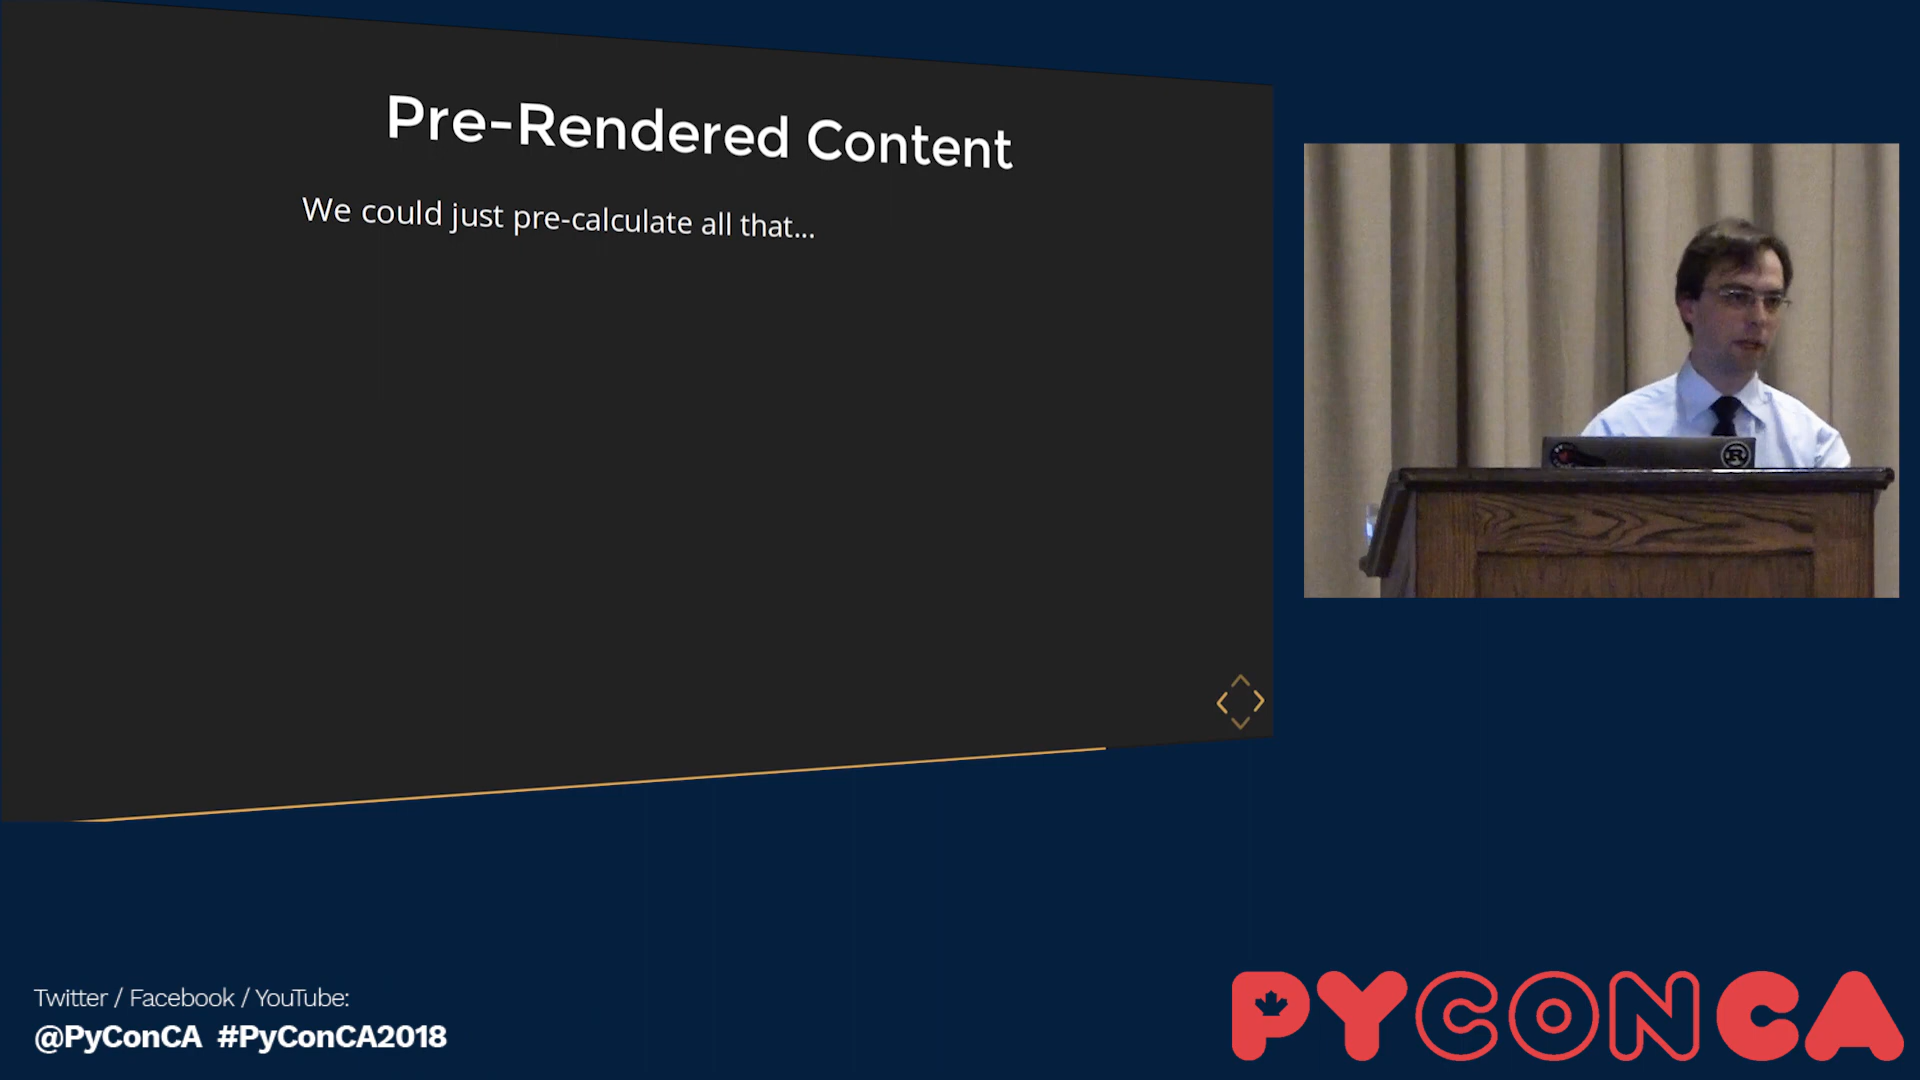 Pre-Rendered Content
We could just pre-calculate all that...
Twitter / Facebook / YouTube:
@PyConCA #PyConCA2018
PYCONCA
R